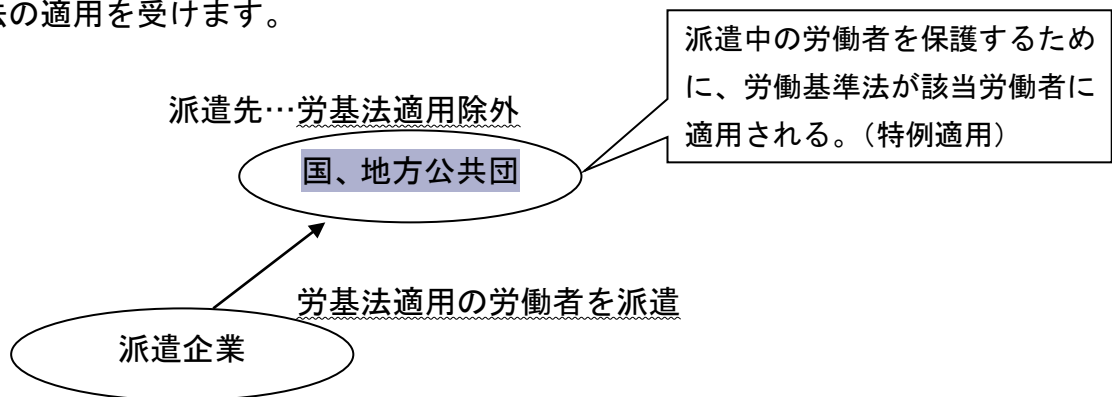 法の適用を受けます。
派遣中の労働者を保護するため
に、労働基準法が該当労働者に
適用される。（特例適用）
派遣先…労基法適用除外
国、地方公共団
労基法適用の労働者を派遣
派遣企業